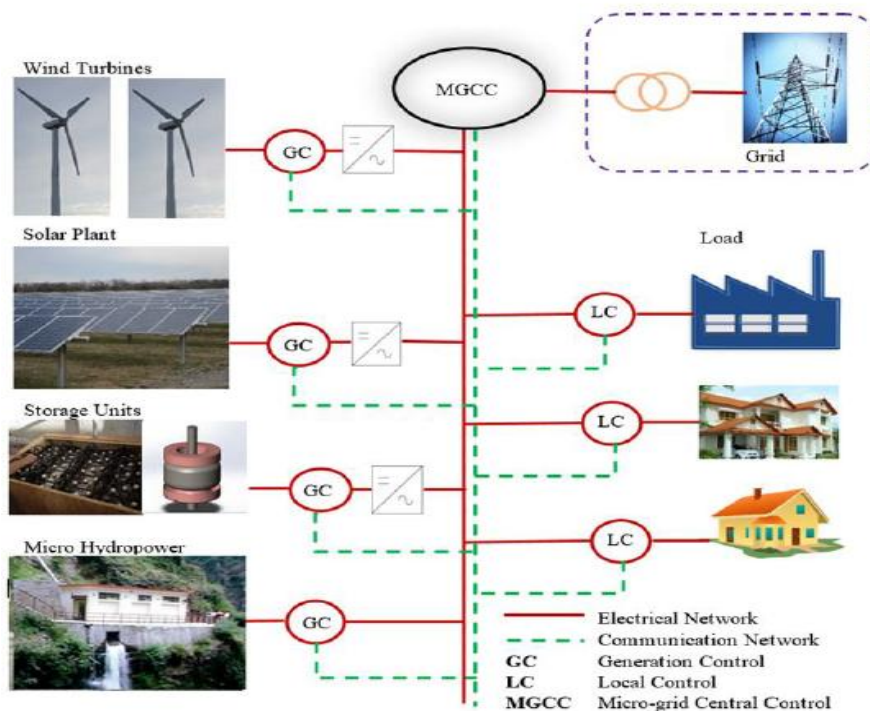 Wind Turbines
MGCC
Grid
GC
Solar Plant
Load
LC
GC
Storage Units
LC
GC
Micro Hydropower
LC
GC
Electrical Network
Communication Network
GC Generation Control
LC Local Control
MGCC Micro-grid Central Control